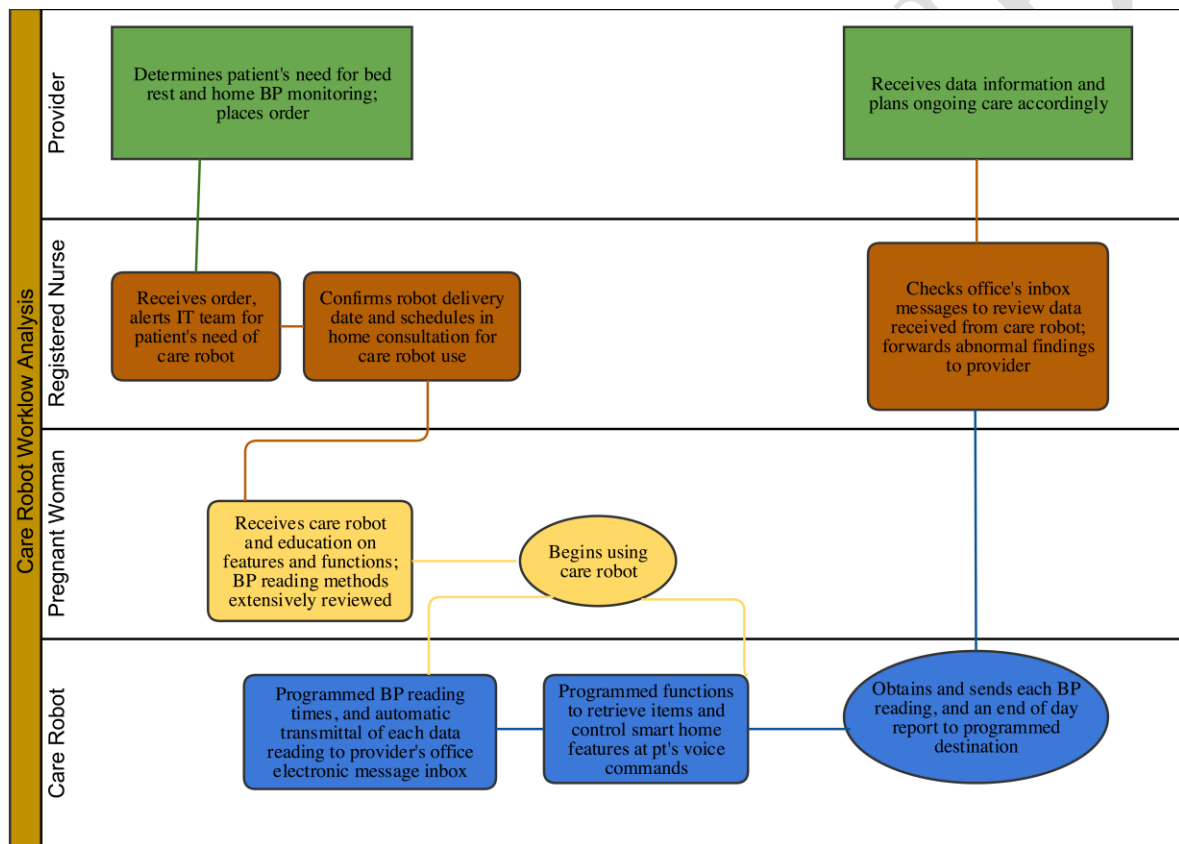 Care Robot Worklow Analysis
Provider
Determines patient's need for bed
rest and home BP monitoring;
places order
Receives data information and
plans ongoing care accordingly
Registered Nurse
Receives order,
alerts IT team for
patient's need of
care robot
Confirms robot delivery
date and schedules in
home consultation for
care robot use
Checks office's inbox
messages to review data
received from care robot;
forwards abnormal findings
to provider
Pregnant Woman
Receives care robot
and education on
features and functions;
BP reading methods
extensively reviewed
Begins using
care robot
Care Robot
Programmed BP reading
times, and automatic
transmittal of each data
reading to provider's office
electronic message inbox
Programmed functions
to retrieve items and
control smart home
features at pt's voice
commands
Obtains and sends each BP
reading, and an end of day
report to programmed
destination